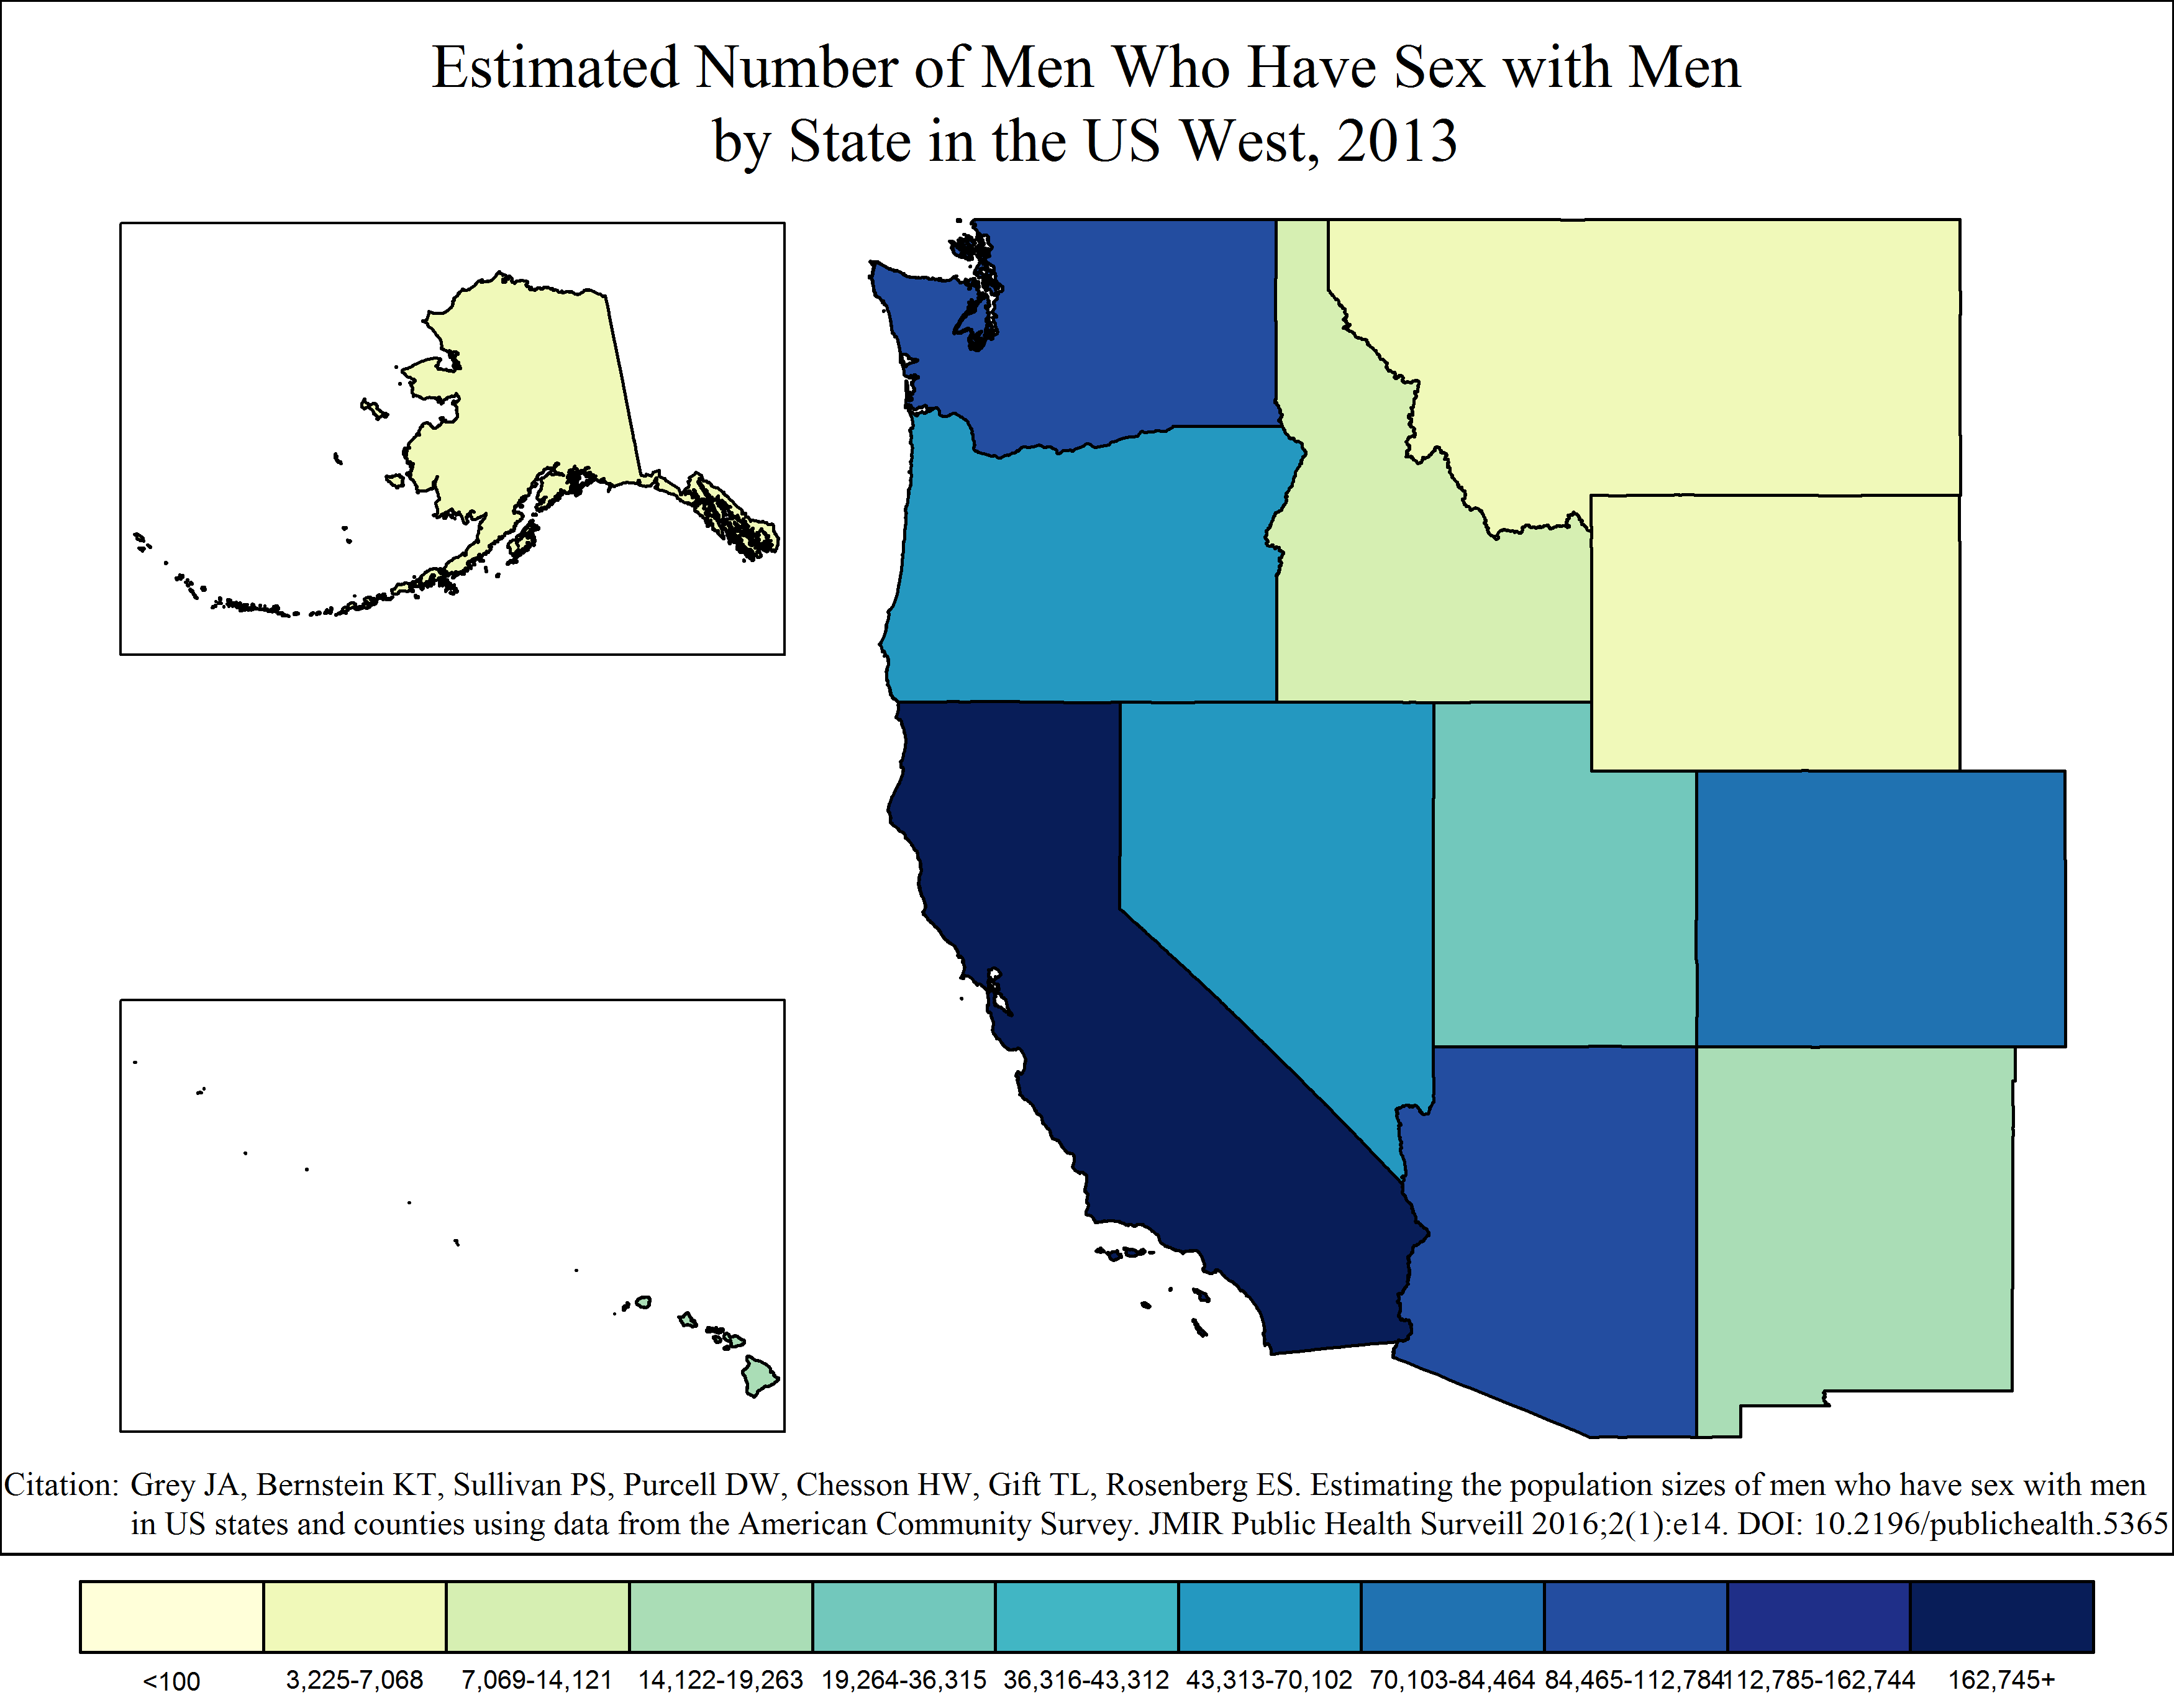 Estimated Number of Men Who Have Sex with Men
by State in the US West, 2013
Citation: Grey JA, Bernstein KT, Sullivan PS, Purcell DW, Chesson HW, Gift TL, Rosenberg ES. Estimating the population sizes of men who have sex with men
in US states and counties using data from the American Community Survey. JMIR Public Health Surveill 2016;2(1):e14. DOI: 10.2196/publichealth.5365
<100 3,225-7,068 7,069-14,121 14,122-19,263 19,264-36,315 36,316-43,312 43,313-70,102 70,103-84,464 84,465-112,784 112,785-162,744 162,745+